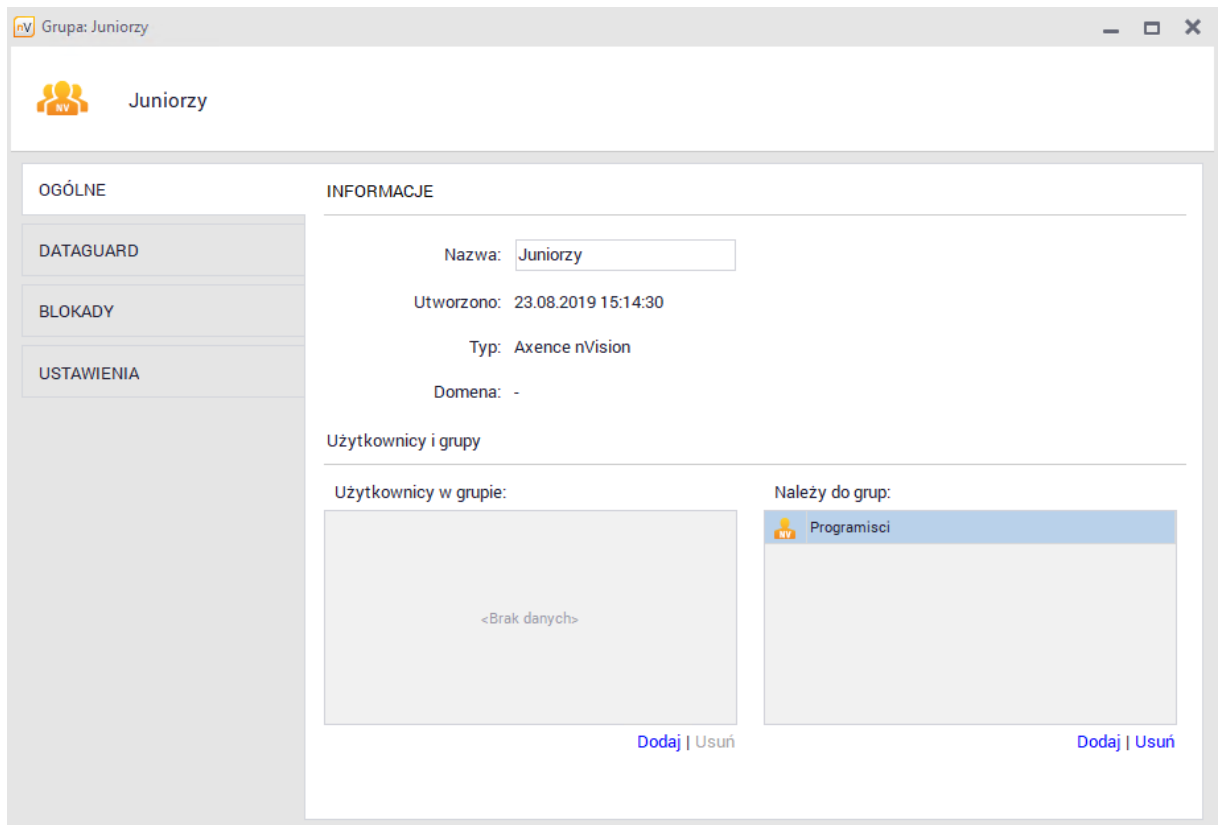 nV Grupa: Juniorzy
NV Juniorzy
OGÓLNE
DATAGUARD
BLOKADY
USTAWIENIA
INFORMACJE
Nazwa: Juniorzy
Utworzono: 23.08.2019 15:14:30
Typ: Axence nVision
Domena: -
Użytkownicy i grupy
Użytkownicy w grupie:
<Brak danych>
Dodaj | Usuń
Należy do grup:
NV Programisci
Dodaj | Usuń